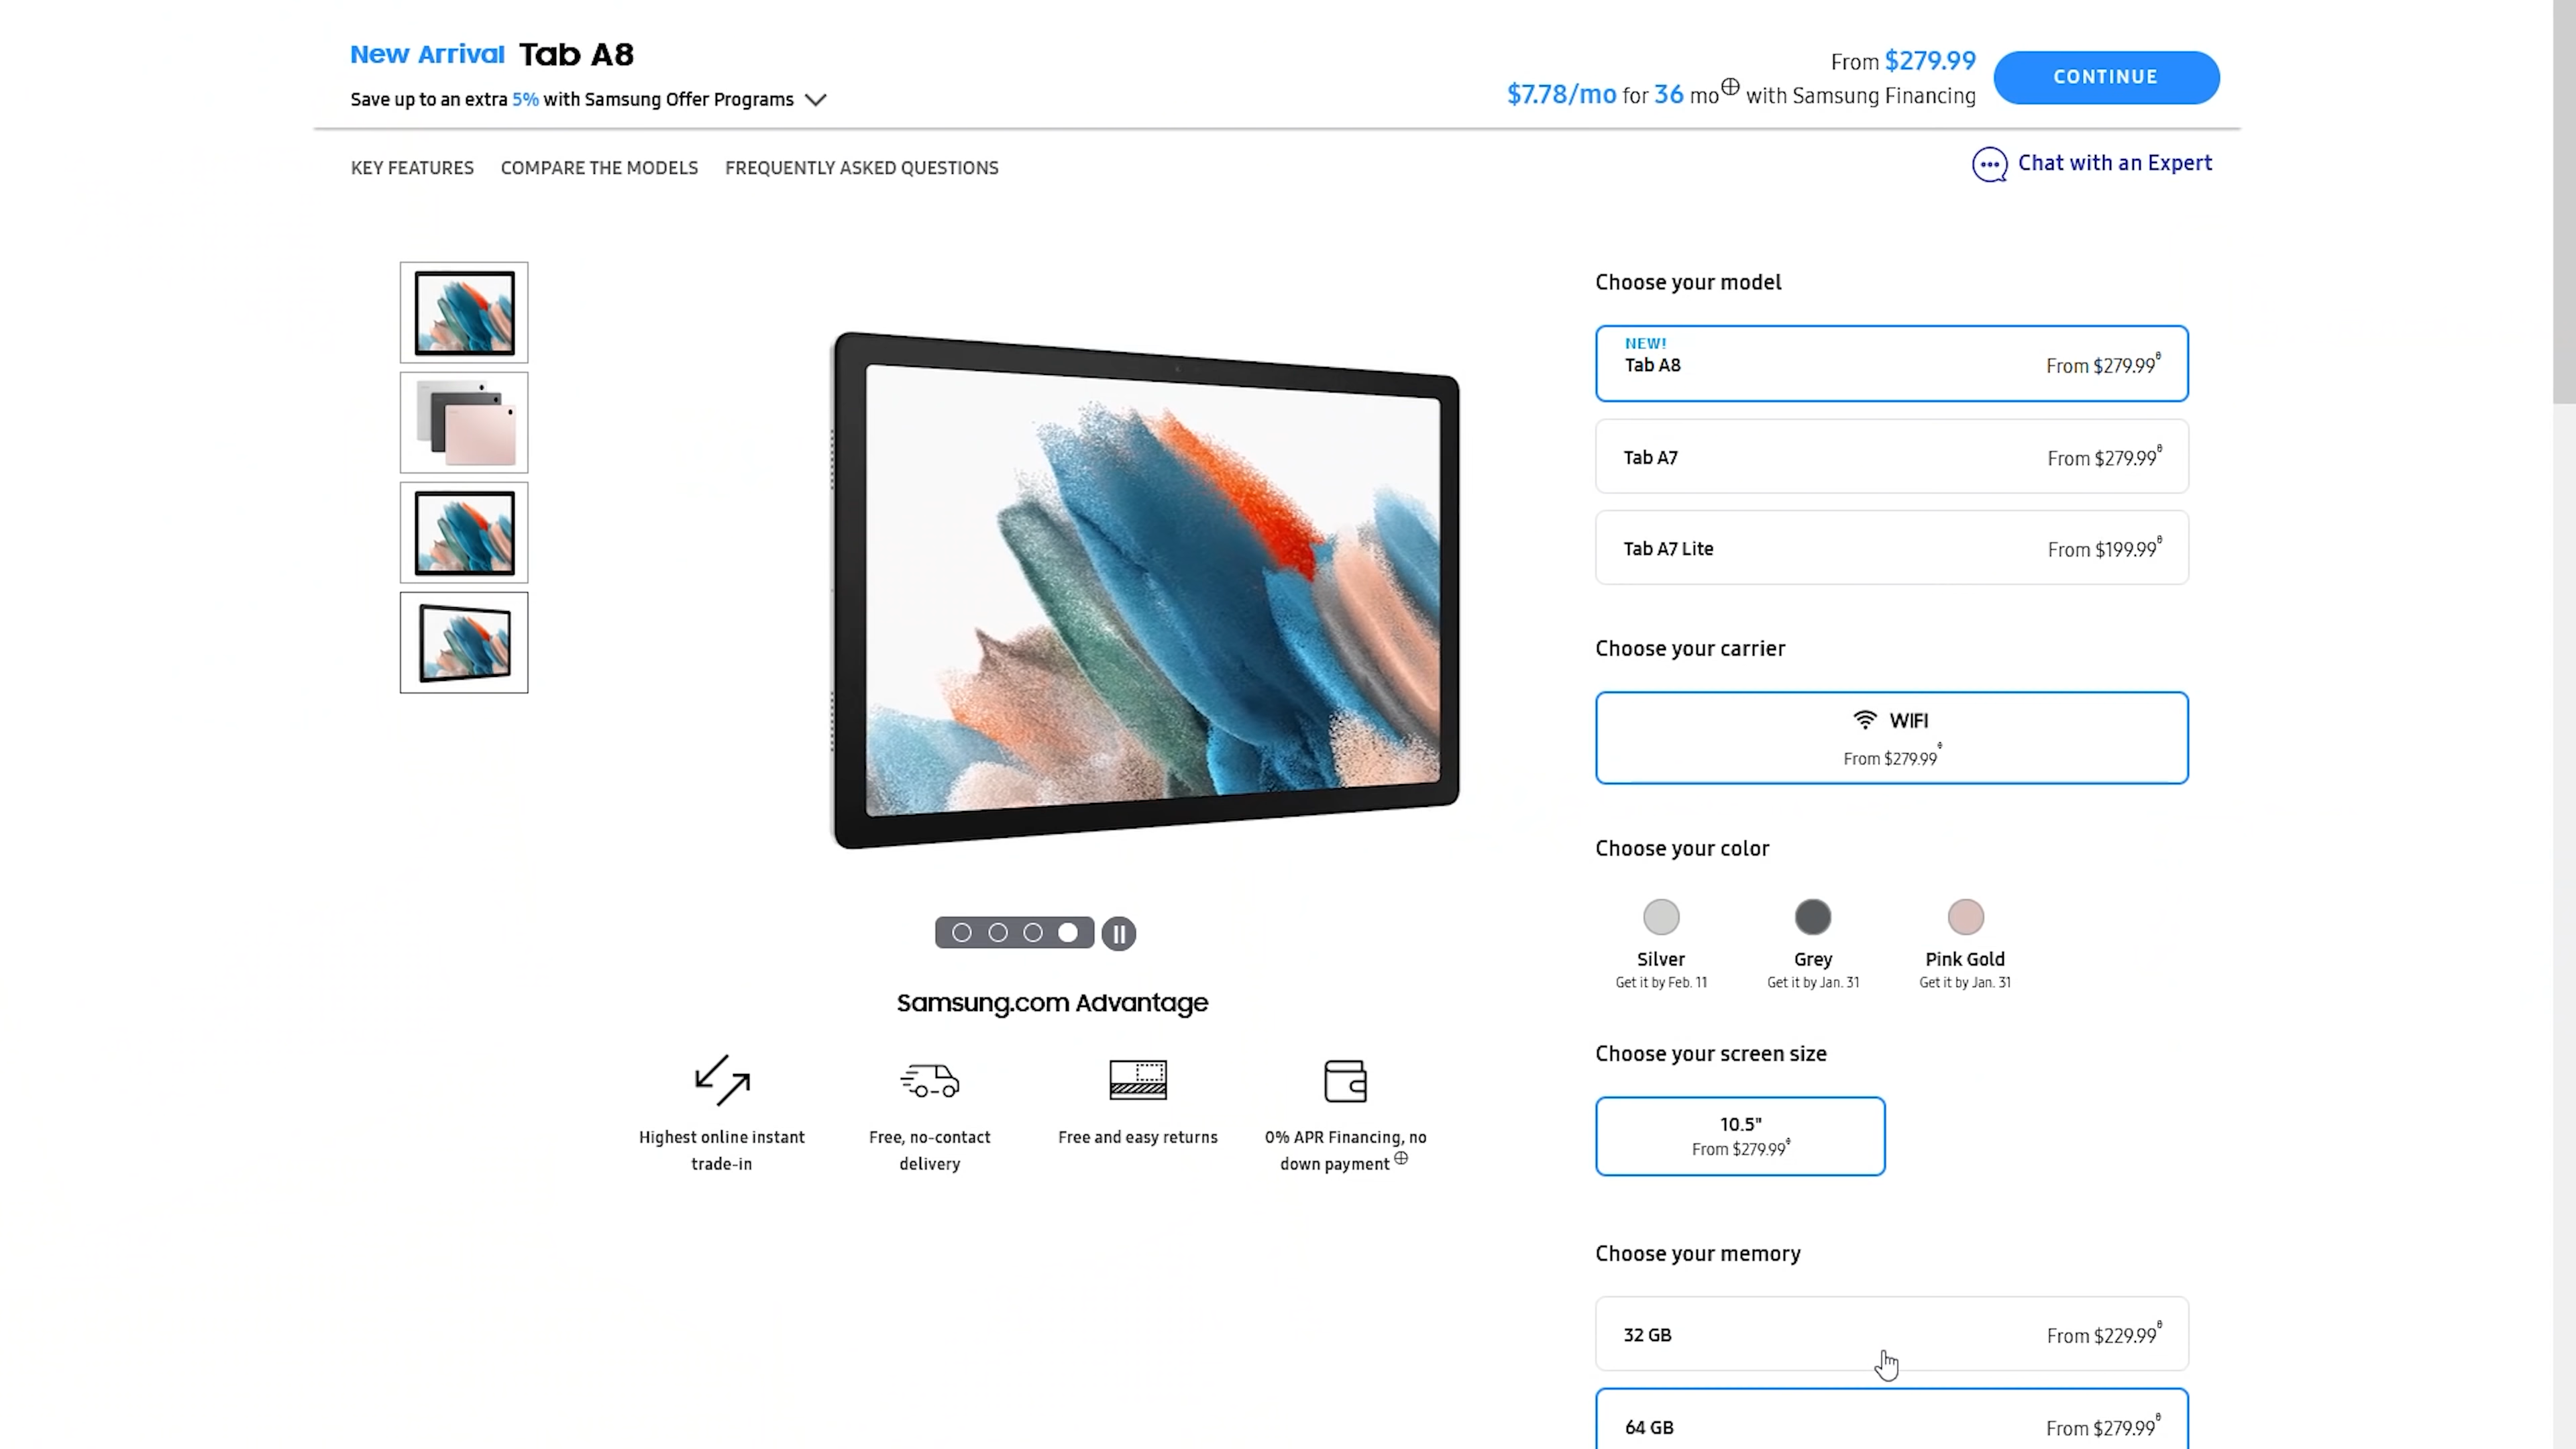 New Arrival Tab A8
Save up to an extra 5% with Samsung Offer Programs
From $279.99
$7.78/mo for 36 mo⊕ with Samsung Financing
CONTINUE
KEY FEATURES COMPARE THE MODELS FREQUENTLY ASKED QUESTIONS
Chat with an Expert
Choose your model
NEW!
Tab A8 From $279.99
Tab A7 From $279.99
Tab A7 Lite From $199.99
Choose your carrier
WIFI
From $279.99
Choose your color
Silver Grey Pink Gold
Get it by Feb. 11 Get it by Jan. 31 Get it by Jan. 31
Samsung.com Advantage
Highest online instant
trade-in
Free, no-contact
delivery
Free and easy returns
0% APR Financing, no
down payment ⊕
Choose your screen size
10.5"
From $279.99
Choose your memory
32 GB From $229.99
64 GB From $279.99